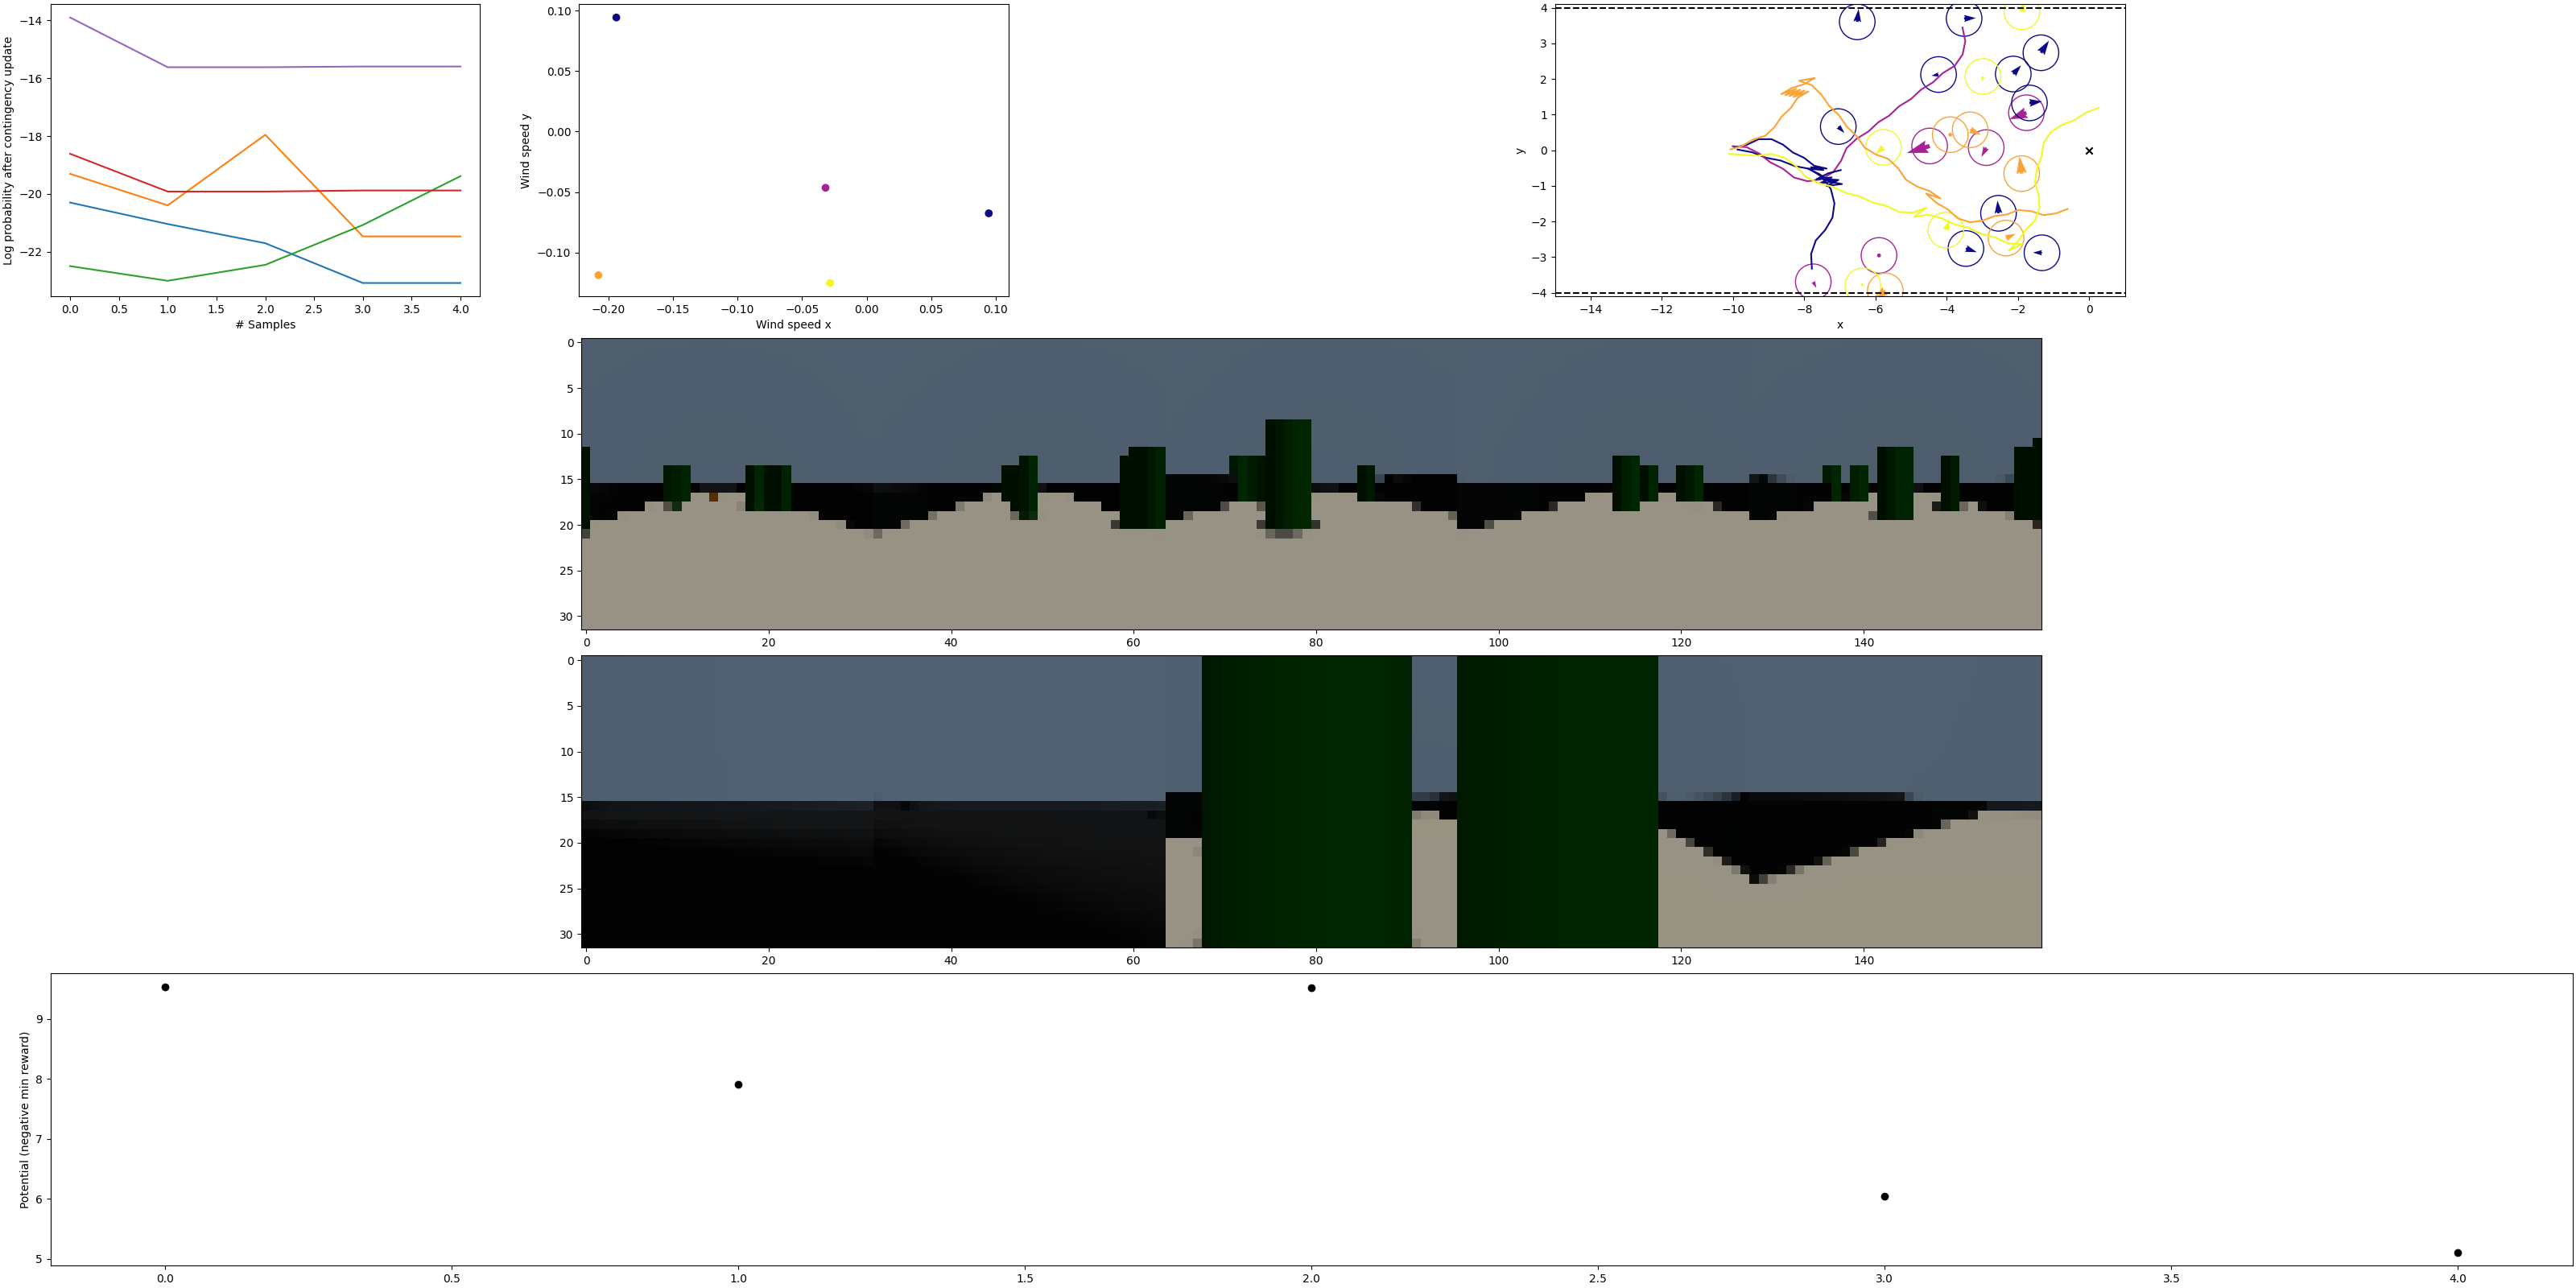 Log probability after contingency update
−14
−16
−18
−20
−22
0.0 0.5 1.0 1.5 2.0 2.5 3.0 3.5 4.0
# Samples
Wind speed y
0.10
0.05
0.00
−0.05
−0.10
−0.20 −0.15 −0.10 −0.05 0.00 0.05 0.10
Wind speed x
y
4
3
2
1
0
−1
−2
−3
−4
−14 −12 −10 −8 −6 −4 −2 0
x
0
5
10
15
20
25
30
0 20 40 60 80 100 120 140
0
5
10
15
20
25
30
0 20 40 60 80 100 120 140
Potential (negative min reward)
9
8
7
6
5
0.0 0.5 1.0 1.5 2.0 2.5 3.0 3.5 4.0